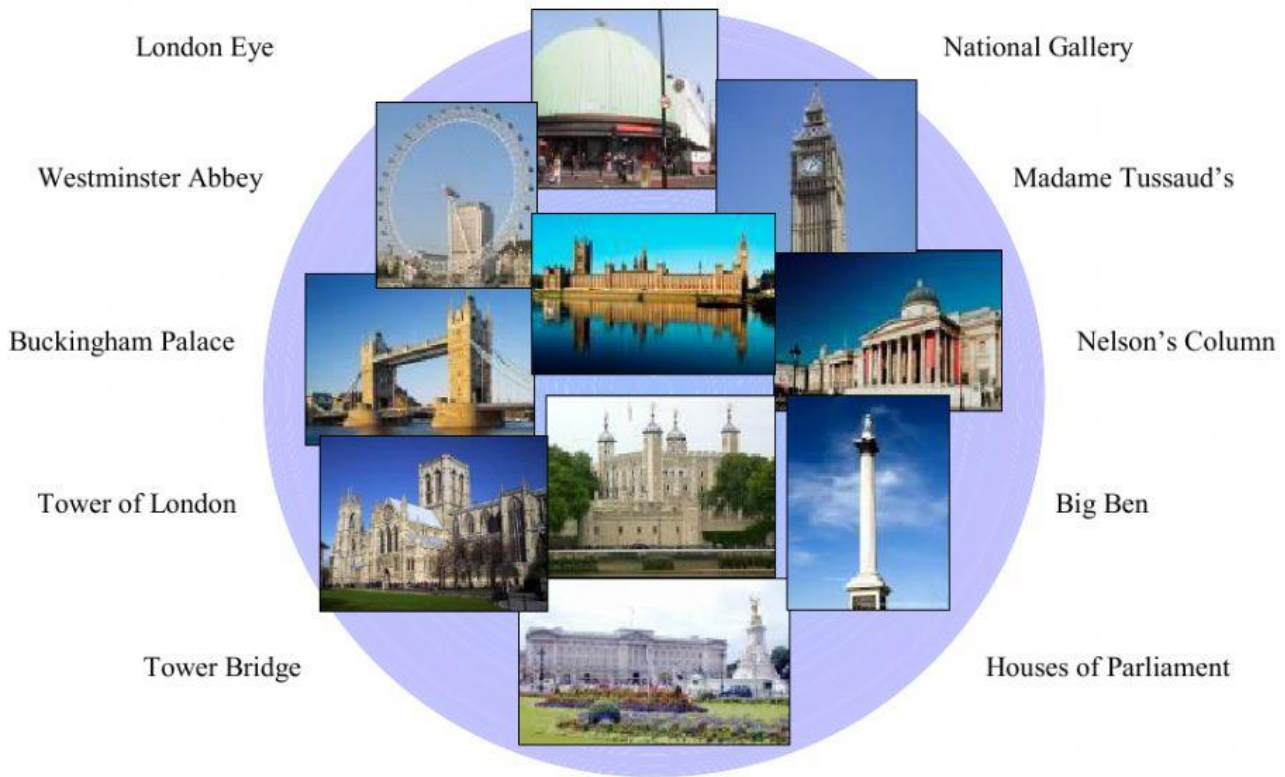 London Eye
National Gallery
Westminster Abbey
Madame Tussaud’s
Buckingham Palace
Nelson’s Column
Tower of London
Big Ben
Tower Bridge
Houses of Parliament